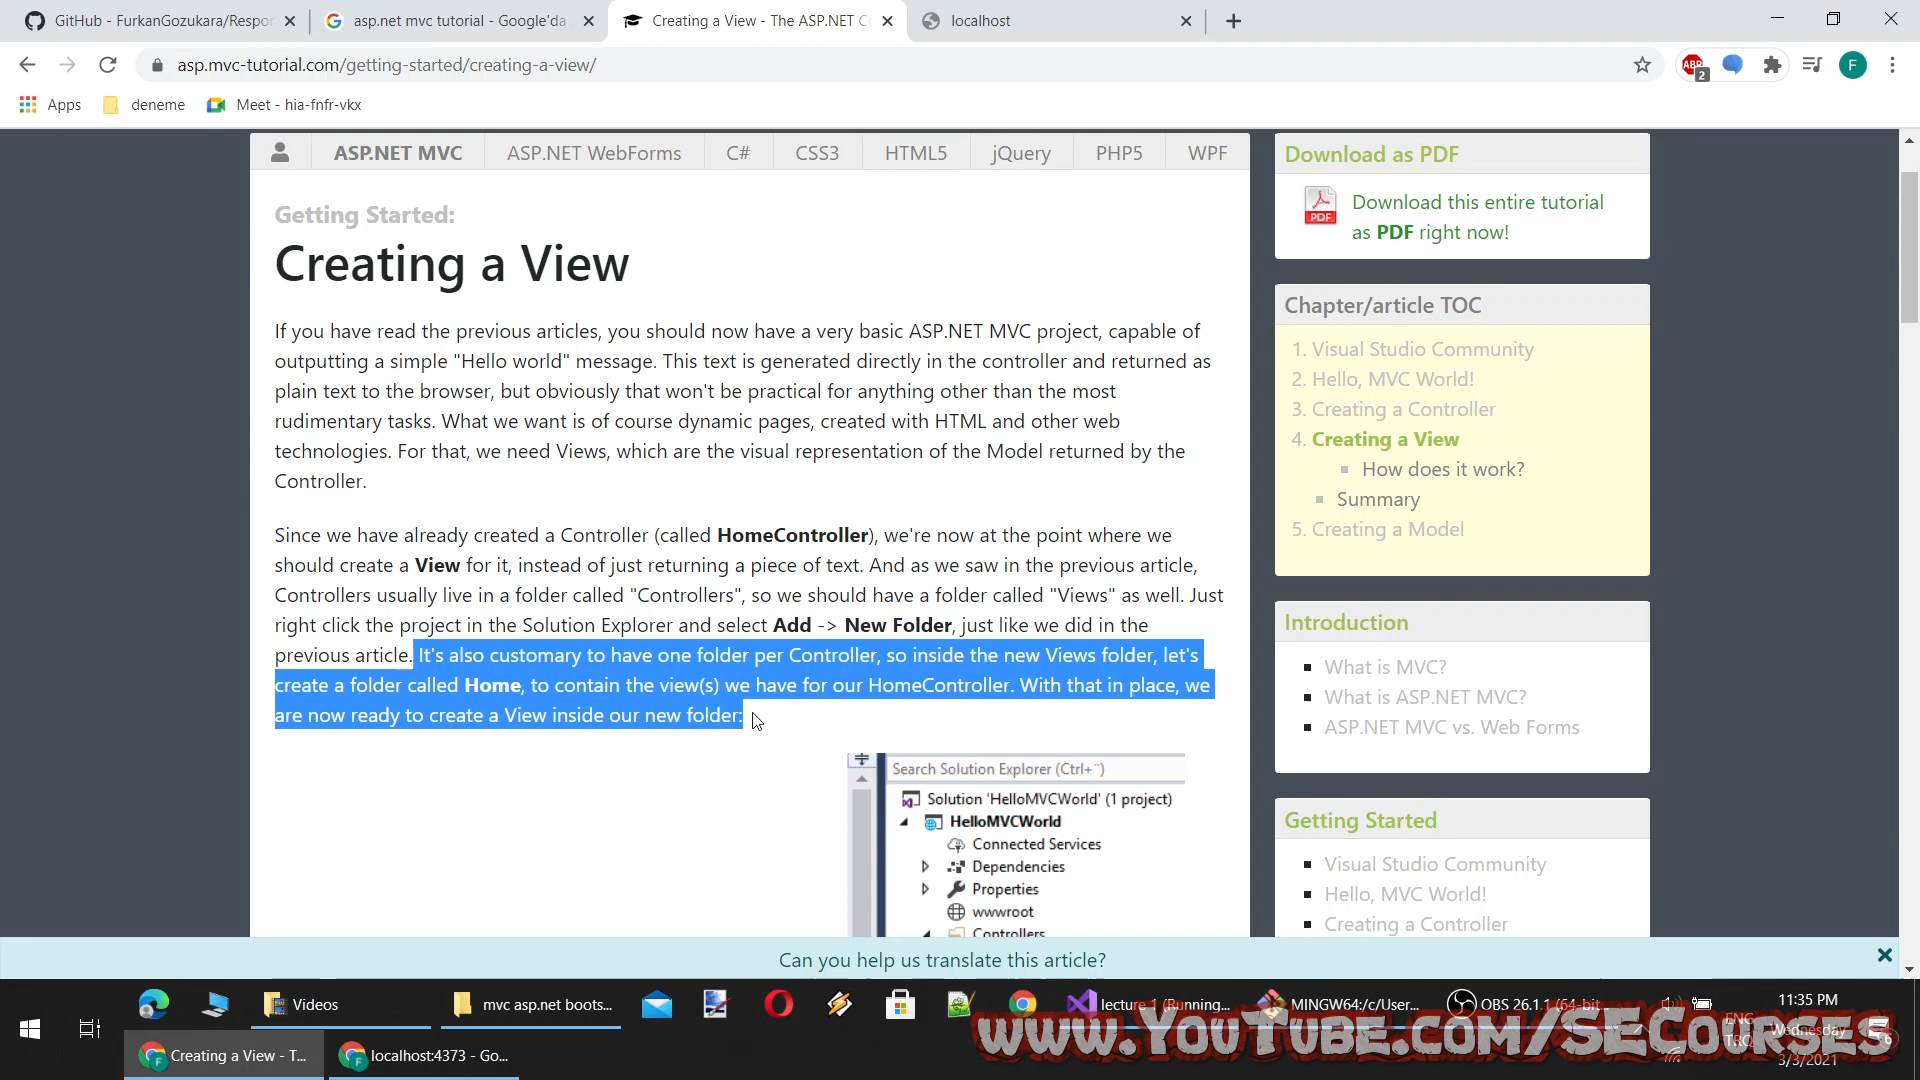 GitHub - FurkanGozukara/Respon
asp.net mvc tutorial - Google'da
Creating a View - The ASP.NET C
localhost
asp.mvc-tutorial.com/getting-started/creating-a-view/
ABP
2
F
Apps
deneme
Meet - hia-fnfr-vkx
ASP.NET MVC
ASP.NET WebForms
C#
CSS3
HTML5
jQuery
PHP5
WPF
Getting Started:
Creating a View
If you have read the previous articles, you should now have a very basic ASP.NET MVC project, capable of
outputting a simple "Hello world" message. This text is generated directly in the controller and returned as
plain text to the browser, but obviously that won't be practical for anything other than the most
rudimentary tasks. What we want is of course dynamic pages, created with HTML and other web
technologies. For that, we need Views, which are the visual representation of the Model returned by the
Controller.
Since we have already created a Controller (called HomeController), we're now at the point where we
should create a View for it, instead of just returning a piece of text. And as we saw in the previous article,
Controllers usually live in a folder called "Controllers", so we should have a folder called "Views" as well. Just
right click the project in the Solution Explorer and select Add -> New Folder, just like we did in the
previous article. It's also customary to have one folder per Controller, so inside the new Views folder, let's
create a folder called Home, to contain the view(s) we have for our HomeController. With that in place, we
are now ready to create a View inside our new folder:
Search Solution Explorer (Ctrl+¨)
Solution 'HelloMVCWorld' (1 project)
HelloMVCWorld
Connected Services
Dependencies
Properties
wwwroot
Controllers
Download as PDF
PDF
Download this entire tutorial
as PDF right now!
Chapter/article TOC
1. Visual Studio Community
2. Hello, MVC World!
3. Creating a Controller
4. Creating a View
How does it work?
Summary
5. Creating a Model
Introduction
What is MVC?
What is ASP.NET MVC?
ASP.NET MVC vs. Web Forms
Getting Started
Visual Studio Community
Hello, MVC World!
Creating a Controller
Can you help us translate this article?
Videos
mvc asp.net boots...
lecture 1 (Running...
MINGW64:/c/User...
OBS 26.1.1 (64-bit...
Creating a View - T...
localhost:4373 - Go...
ENG
11:35 PM
Wednesday
3/3/2021
www.YouTube.com/SECourses